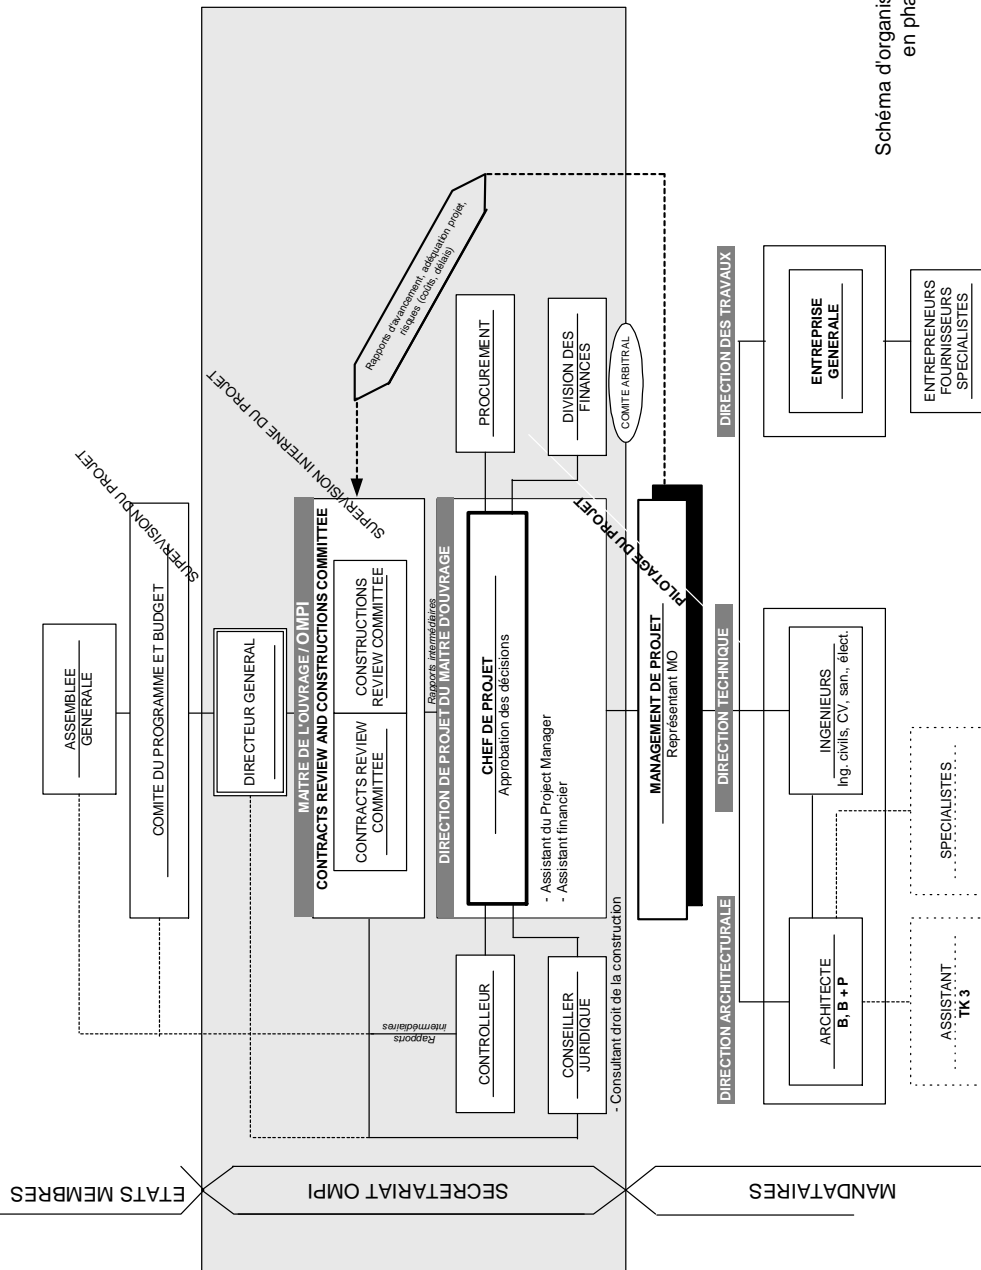 Schéma d'organis
en pha
ETATS MEMBRES
SECRETARIAT OMPI
MANDATAIRES
ASSEMBLEE
GENERALE
SUPERVISION DU PROJET
COMITE DU PROGRAMME ET BUDGET
DIRECTEUR GENERAL
SUPERVISION INTERNE DU PROJET
MAITRE DE L'OUVRAGE / OMPI
CONTRACTS REVIEW AND CONSTRUCTIONS COMMITTEE
CONTRACTS REVIEW
COMMITTEE
CONSTRUCTIONS
REVIEW COMMITTEE
Rapports d'avancement, adéquation projet,
risques (coûts, délais)
Rapports
intermédiaires
Rapports intermédiaires
DIRECTION DE PROJET DU MAITRE D'OUVRAGE
CONTROLLEUR
CHEF DE PROJET
Approbation des décisions
PROCUREMENT
- Assistant du Project Manager
- Assistant financier
CONSEILLER
JURIDIQUE
DIVISION DES
FINANCES
- Consultant droit de la construction
COMITE ARBITRAL
PILOTAGE DU PROJET
MANAGEMENT DE PROJET
Représentant MO
DIRECTION ARCHITECTURALE
DIRECTION TECHNIQUE
DIRECTION DES TRAVAUX
ARCHITECTE
B, B + P
INGENIEURS
Ing. civils, CV, san., élect.
ENTREPRISE
GENERALE
ASSISTANT
TK 3
SPECIALISTES
ENTREPRENEURS
FOURNISSEURS
SPECIALISTES